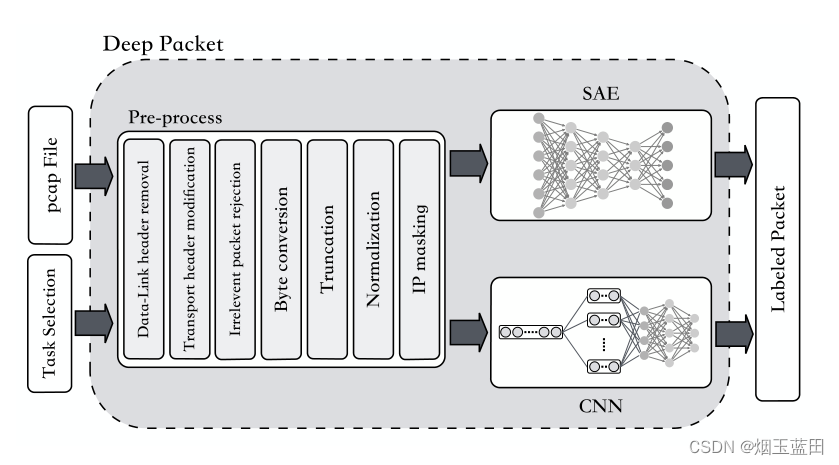 Deep Packet
pcap File
Task Selection
Pre-process
Data-Link header removal
Transport header modification
Irrelevent packet rejection
Byte conversion
Truncation
Normalization
IP masking
SAE
CNN
Labeled Packet
CSDN @烟玉蓝田